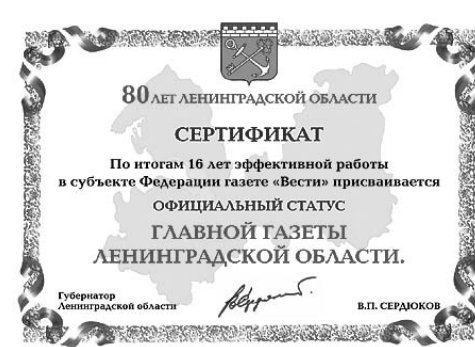 80 ЛЕТ ЛЕНИНГРАДСКОЙ ОБЛАСТИ
СЕРТИФИКАТ
По итогам 16 лет эффективной работы
в субъекте Федерации газете «Вести» присваивается
ОФИЦИАЛЬНЫЙ СТАТУС
ГЛАВНОЙ ГАЗЕТЫ
ЛЕНИНГРАДСКОЙ ОБЛАСТИ.
Губернатор
Ленинградской области
В.П. СЕРДЮКОВ